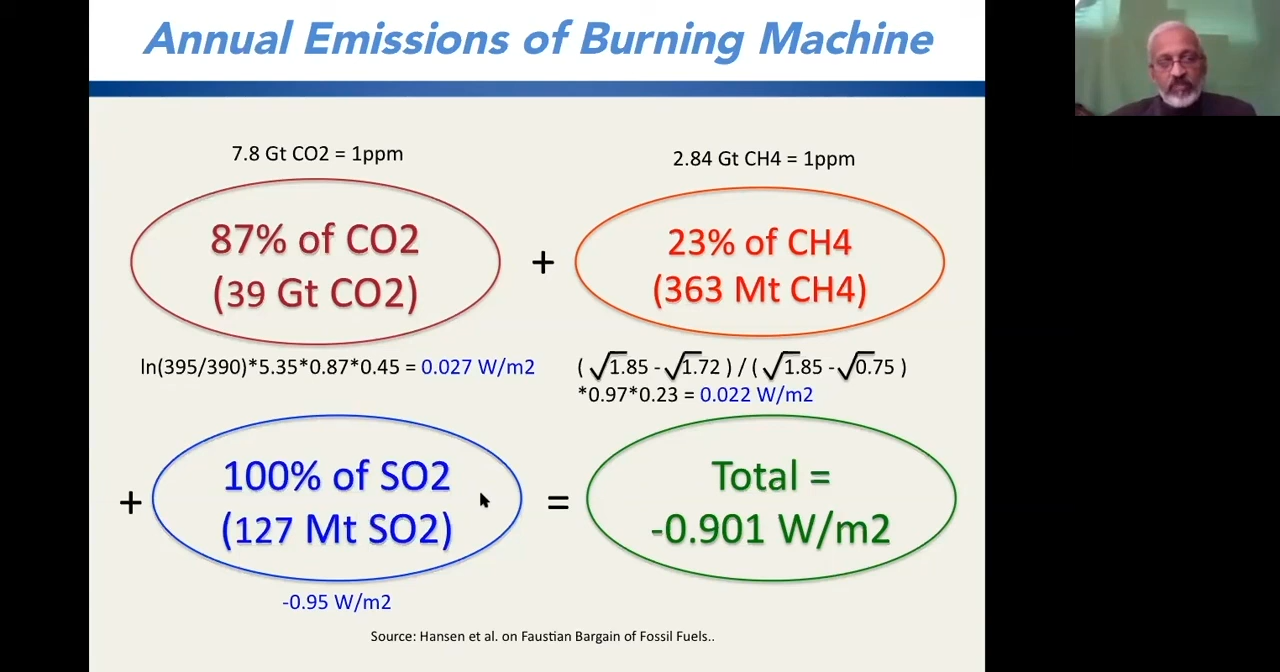 Annual Emissions of Burning Machine
7.8 Gt CO2 = 1ppm
2.84 Gt CH4 = 1ppm
87% of CO2
(39 Gt CO2)
+
23% of CH4
(363 Mt CH4)
ln(395/390)*5.35*0.87*0.45 = 0.027 W/m2
( √1.85 - √1.72 ) / ( √1.85 - √0.75 )
*0.97*0.23 = 0.022 W/m2
+
100% of SO2
(127 Mt SO2)
=
Total =
-0.901 W/m2
-0.95 W/m2
Source: Hansen et al. on Faustian Bargain of Fossil Fuels..